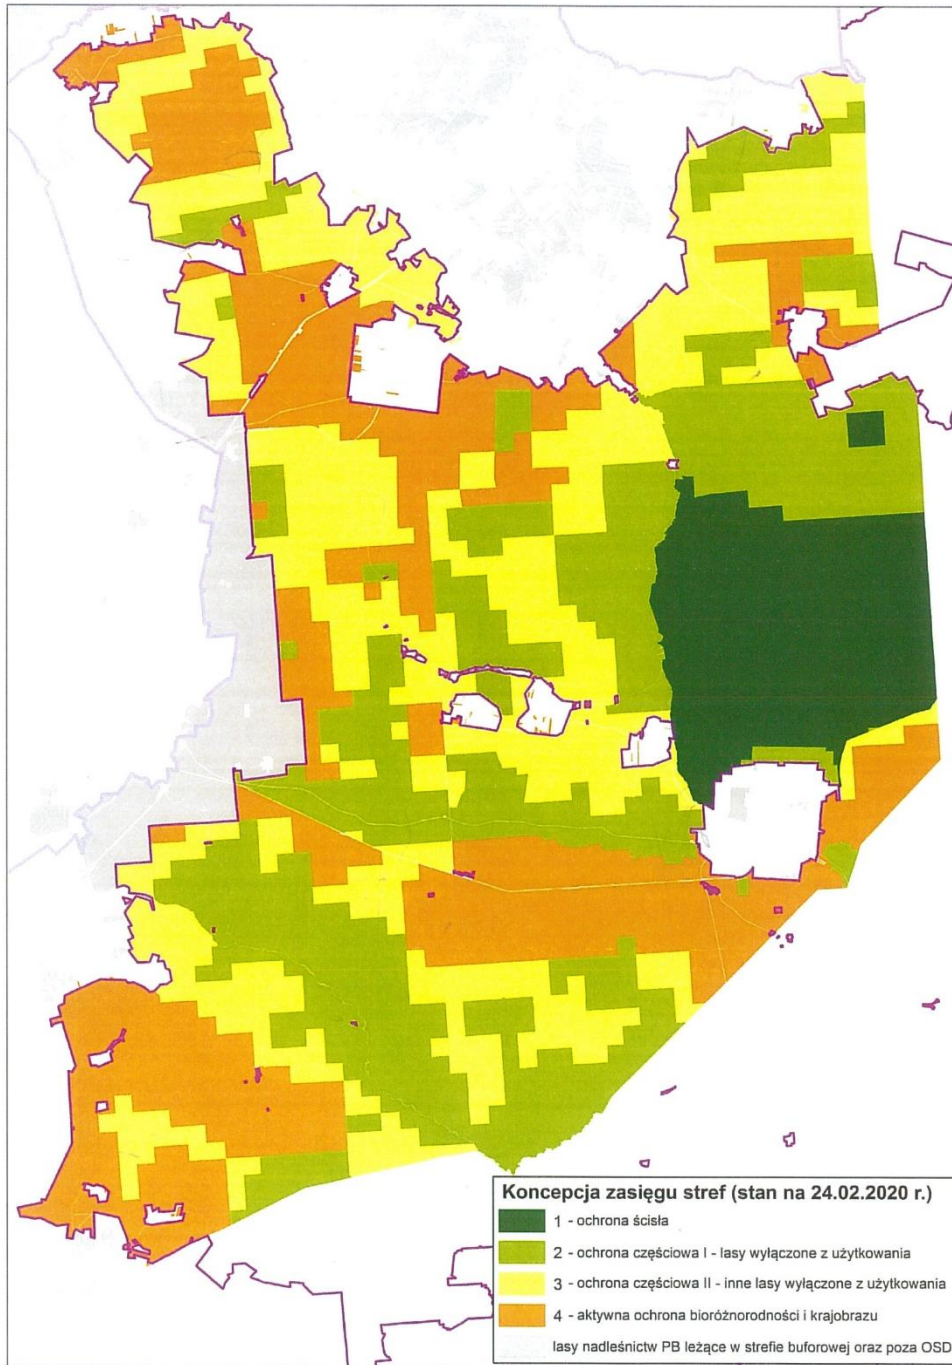 Koncepcja zasięgu stref (stan na 24.02.2020 r.)
1 - ochrona ścisła
2 - ochrona częściowa I - lasy wyłączone z użytkowania
3 - ochrona częściowa II - inne lasy wyłączone z użytkowania
4 - aktywna ochrona bioróżnorodności i krajobrazu
lasy nadleśnictw PB leżące w strefie buforowej oraz poza OSD